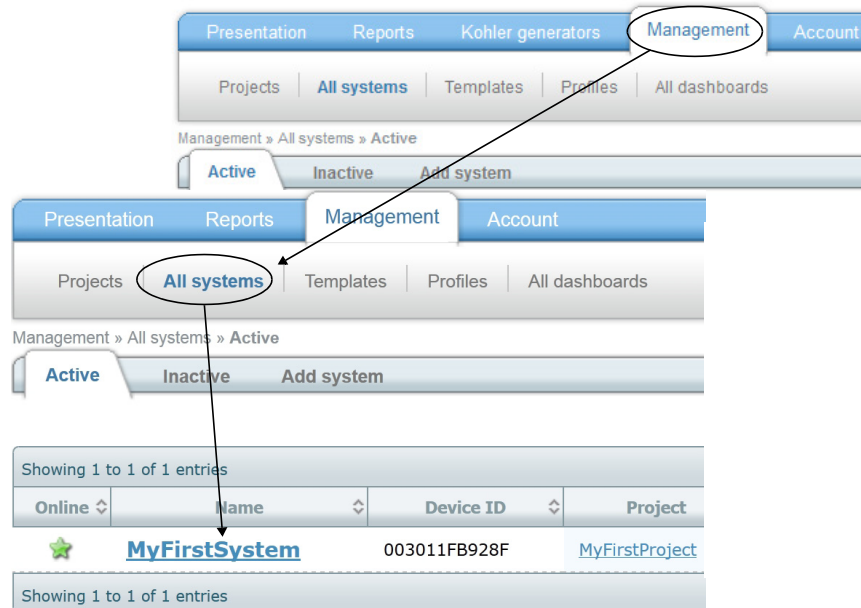 Presentation Reports Kohler generators Management Account
Projects All systems Templates Profiles All dashboards
Management » All systems » Active
Active Inactive Add system
Presentation Reports Management Account
Projects All systems Templates Profiles All dashboards
Management » All systems » Active
Active Inactive Add system
Showing 1 to 1 of 1 entries
Online Name Device ID Project
MyFirstSystem 003011FB928F MyFirstProject
Showing 1 to 1 of 1 entries